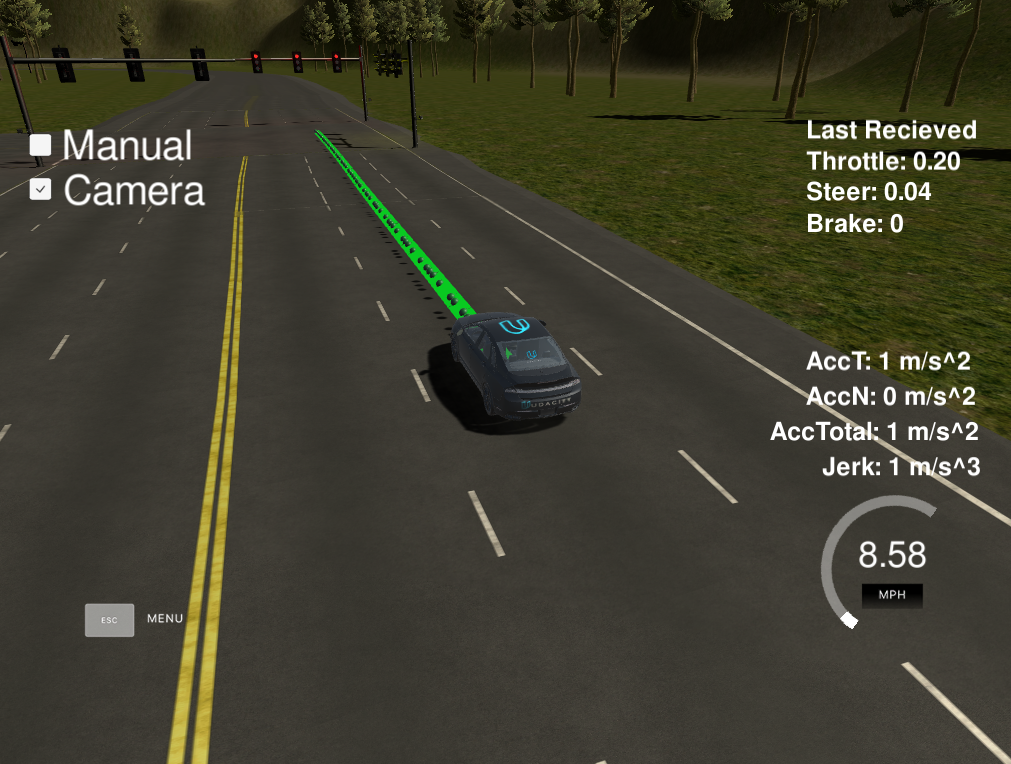 Manual
Camera
Last Recieved
Throttle: 0.20
Steer: 0.04
Brake: 0
UDACITY
AccT: 1 m/s^2
AccN: 0 m/s^2
AccTotal: 1 m/s^2
Jerk: 1 m/s^3
8.58
MPH
ESC MENU